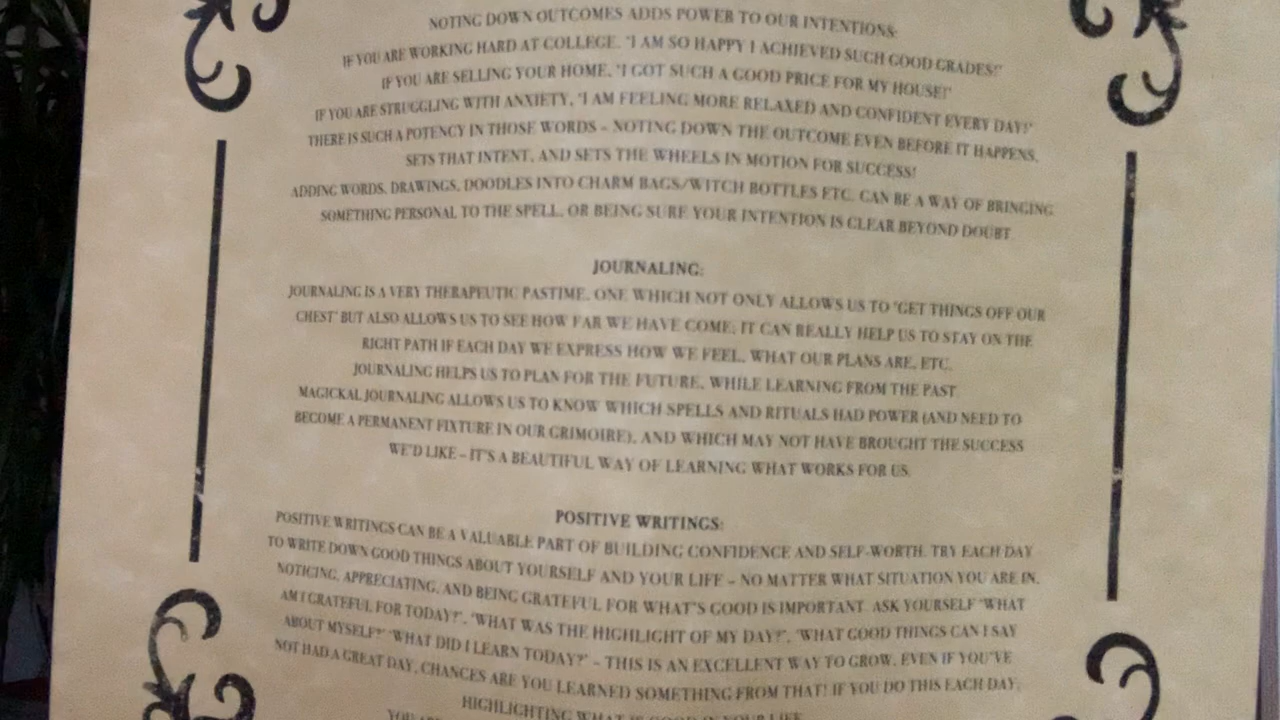 NOTING DOWN OUTCOMES ADDS POWER TO OUR INTENTIONS:
IF YOU ARE WORKING HARD AT COLLEGE, "I AM SO HAPPY I ACHIEVED SUCH GOOD GRADES!"
IF YOU ARE SELLING YOUR HOME, "I GOT SUCH A GOOD PRICE FOR MY HOUSE!"
IF YOU ARE STRUGGLING WITH ANXIETY, "I AM FEELING MORE RELAXED AND CONFIDENT EVERY DAY!"
THERE IS SUCH A POTENCY IN THOSE WORDS – NOTING DOWN THE OUTCOME EVEN BEFORE IT HAPPENS,
SETS THAT INTENT, AND SETS THE WHEELS IN MOTION FOR SUCCESS!
ADDING WORDS, DRAWINGS, DOODLES INTO CHARM BAGS/WITCH BOTTLES ETC. CAN BE A WAY OF BRINGING
SOMETHING PERSONAL TO THE SPELL, OR BEING SURE YOUR INTENTION IS CLEAR BEYOND DOUBT.
JOURNALING:
JOURNALING IS A VERY THERAPEUTIC PASTIME, ONE WHICH NOT ONLY ALLOWS US TO "GET THINGS OFF OUR
CHEST" BUT ALSO ALLOWS US TO SEE HOW FAR WE HAVE COME; IT CAN REALLY HELP US TO STAY ON THE
RIGHT PATH IF EACH DAY WE EXPRESS HOW WE FEEL, WHAT OUR PLANS ARE, ETC.
JOURNALING HELPS US TO PLAN FOR THE FUTURE, WHILE LEARNING FROM THE PAST.
MAGICKAL JOURNALING ALLOWS US TO KNOW WHICH SPELLS AND RITUALS HAD POWER (AND NEED TO
BECOME A PERMANENT FIXTURE IN OUR GRIMOIRE), AND WHICH MAY NOT HAVE BROUGHT THE SUCCESS
WE'D LIKE – IT'S A BEAUTIFUL WAY OF LEARNING WHAT WORKS FOR US.
POSITIVE WRITINGS:
POSITIVE WRITINGS CAN BE A VALUABLE PART OF BUILDING CONFIDENCE AND SELF-WORTH. TRY EACH DAY
TO WRITE DOWN GOOD THINGS ABOUT YOURSELF AND YOUR LIFE – NO MATTER WHAT SITUATION YOU ARE IN,
NOTICING, APPRECIATING, AND BEING GRATEFUL FOR WHAT'S GOOD IS IMPORTANT. ASK YOURSELF "WHAT
AM I GRATEFUL FOR TODAY?", "WHAT WAS THE HIGHLIGHT OF MY DAY?", "WHAT GOOD THINGS CAN I SAY
ABOUT MYSELF?" "WHAT DID I LEARN TODAY?" – THIS IS AN EXCELLENT WAY TO GROW, EVEN IF YOU'VE
NOT HAD A GREAT DAY, CHANCES ARE YOU LEARNED SOMETHING FROM THAT! IF YOU DO THIS EACH DAY,
HIGHLIGHTING WHAT IS GOOD IN YOUR LIFE